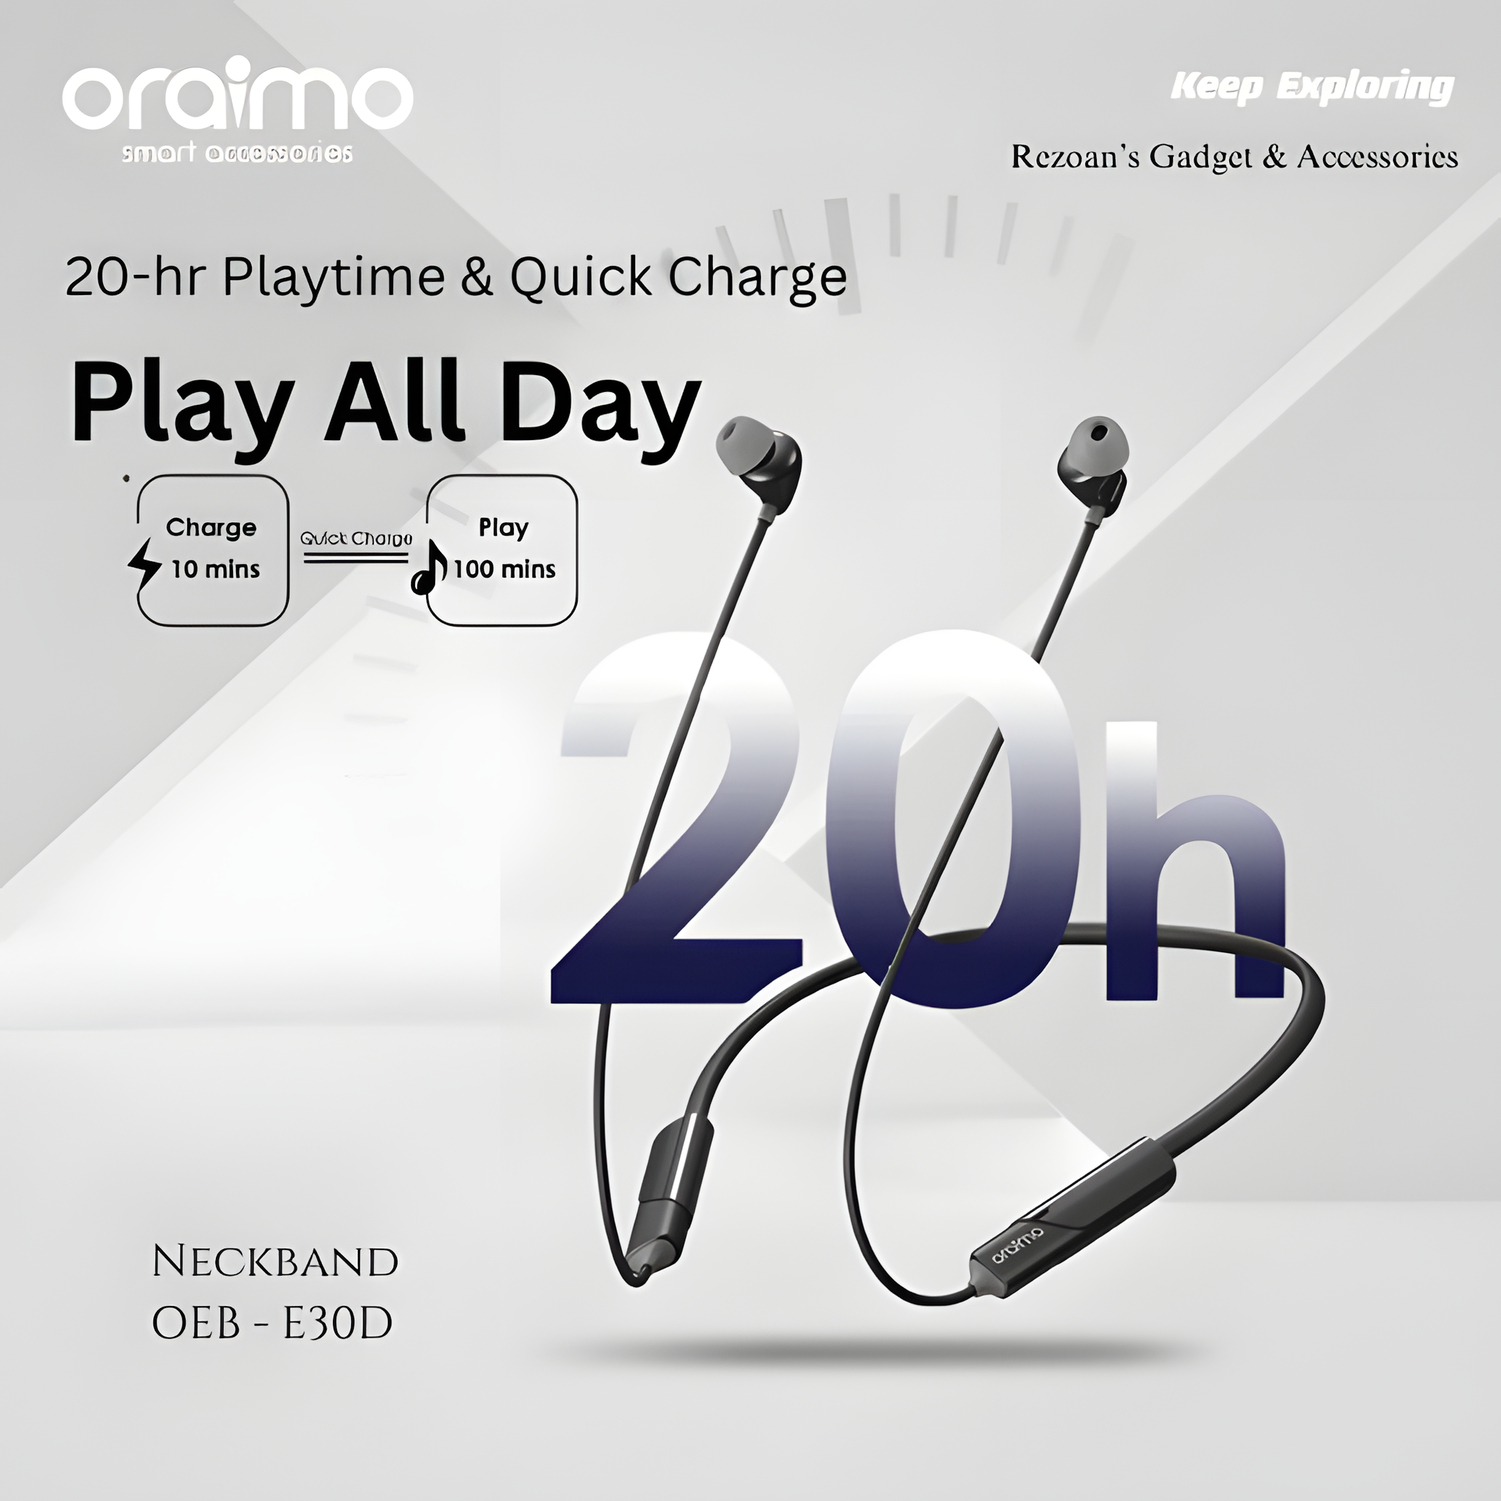 oraimo
smart accessories
Keep Exploring
Rezoan's Gadget & Accessories
20-hr Playtime & Quick Charge
Play All Day
Charge
10 mins
Quick Charge
Play
100 mins
20h
oraimo
NECKBAND
OEB - E30D